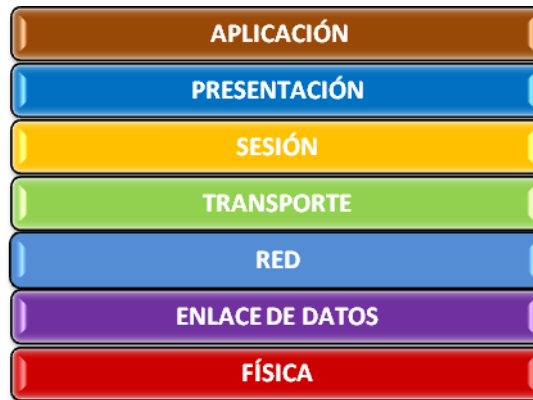 APLICACIÓN
PRESENTACIÓN
SESIÓN
TRANSPORTE
RED
ENLACE DE DATOS
FÍSICA